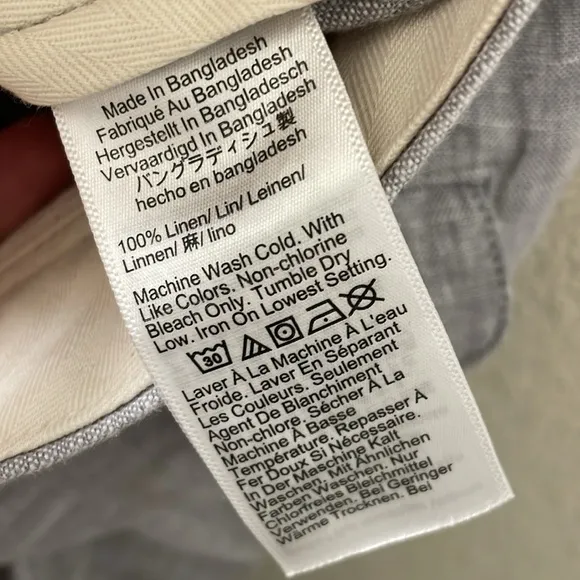 Made In Bangladesh
Fabriqué Au Bangladesh
Hergestellt In Bangladesch
Vervaardigd In Bangladesh
バングラディシュ製
hecho en bangladesh
100% Linen/ Lin/ Leinen/
Linnen/ 麻/ lino
Machine Wash Cold. With
Like Colors. Non-chlorine
Bleach Only. Tumble Dry
Low. Iron On Lowest Setting.
30
Laver À La Machine À L'eau
Froide. Laver En Séparant
Les Couleurs. Seulement
Agent De Blanchiment
Non-chlore. Sécher À La
Machine À Basse
Température. Repasser À
Fer Doux Si Nécessaire.
In Der Maschine Kalt
Waschen. Mit Ähnlichen
Farben Waschen. Nur
Chlorfreies Bleichmittel
Verwenden. Bei Geringer
Wärme Trocknen. Bei